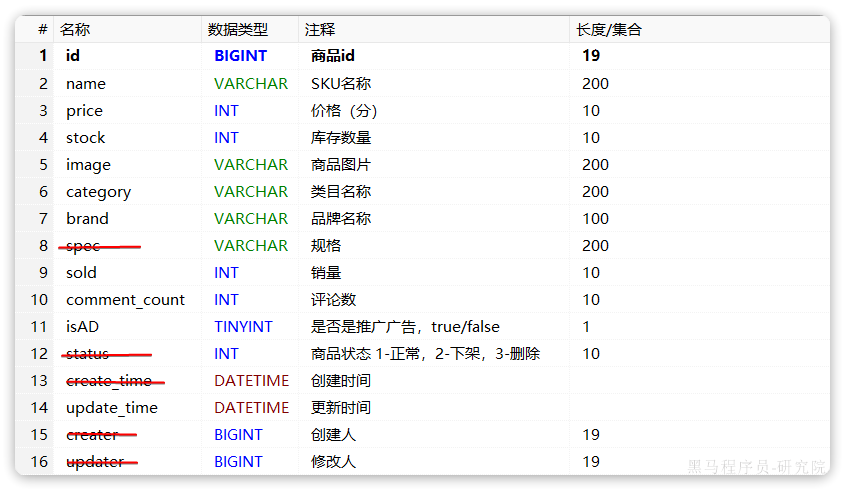 # 名称 数据类型 注释 长度/集合
1 id BIGINT 商品id 19
2 name VARCHAR SKU名称 200
3 price INT 价格（分） 10
4 stock INT 库存数量 10
5 image VARCHAR 商品图片 200
6 category VARCHAR 类目名称 200
7 brand VARCHAR 品牌名称 100
8 spec VARCHAR 规格 200
9 sold INT 销量 10
10 comment_count INT 评论数 10
11 isAD TINYINT 是否是推广广告，true/false 1
12 status INT 商品状态 1-正常，2-下架，3-删除 10
13 create_time DATETIME 创建时间
14 update_time DATETIME 更新时间
15 creater BIGINT 创建人 19
16 updater BIGINT 修改人 19
黑马程序员-研究院